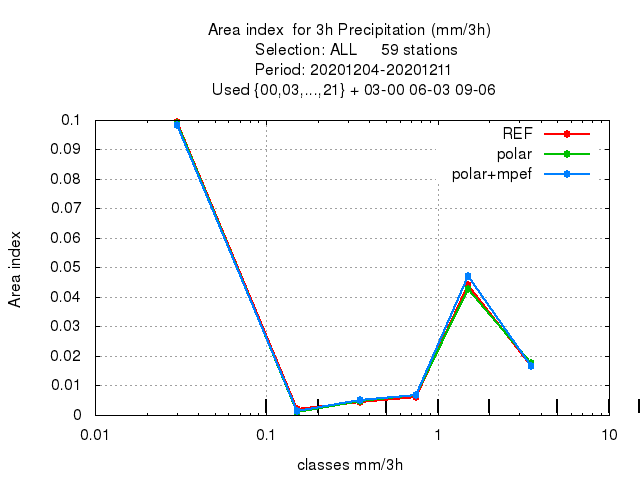 Area index  for 3h Precipitation (mm/3h)
Selection: ALL     59 stations
Period: 20201204-20201211
Used {00,03,...,21} + 03-00 06-03 09-06
REF
polar
polar+mpef
0.1
0.09
0.08
0.07
0.06
0.05
0.04
0.03
0.02
0.01
0
Area index
0.01
0.1
1
10
classes mm/3h